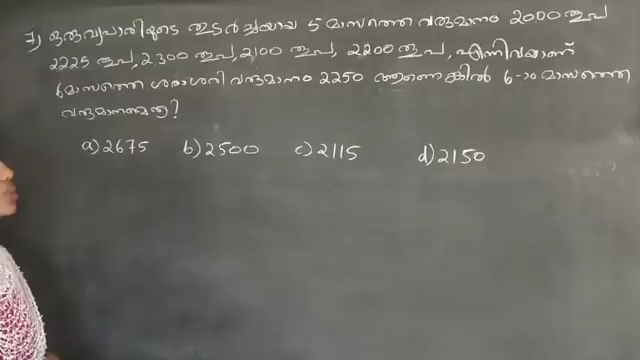 7) ഒരു വ്യപാരിയുടെ തുടർച്ചയായ 5 മാസത്തെ വരുമാനം 2000 രൂപ
2225 രൂപ, 2300 രൂപ, 2100 രൂപ, 2200 രൂപ, എന്നിവയാണ്
6 മാസത്തെ ശരാശരി വരുമാനം 2250 ആണെങ്കിൽ 6-ാം മാസത്തെ
വരുമാനമെത്ര?
a) 2675 b) 2500 c) 2115 d) 2150